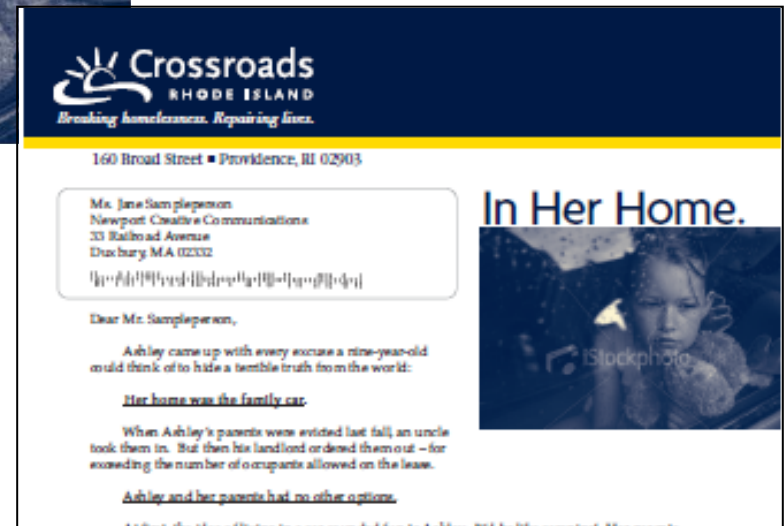 Crossroads
RHODE ISLAND
Breaking homelessness. Repairing lives.
160 Broad Street ■ Providence, RI 02903
Ms. Jane Sampleperson
Newport Creative Communications
33 Railroad Avenue
Duxbury, MA 02332
In Her Home.
iStockphoto
Dear Mr. Sampleperson,
Ashley came up with every excuse a nine-year-old
could think of to hide a terrible truth from the world:
Her home was the family car.
When Ashley's parents were evicted last fall, an uncle
took them in. But then his landlord ordered them out – for
exceeding the number of occupants allowed on the lease.
Ashley and her parents had no other options.